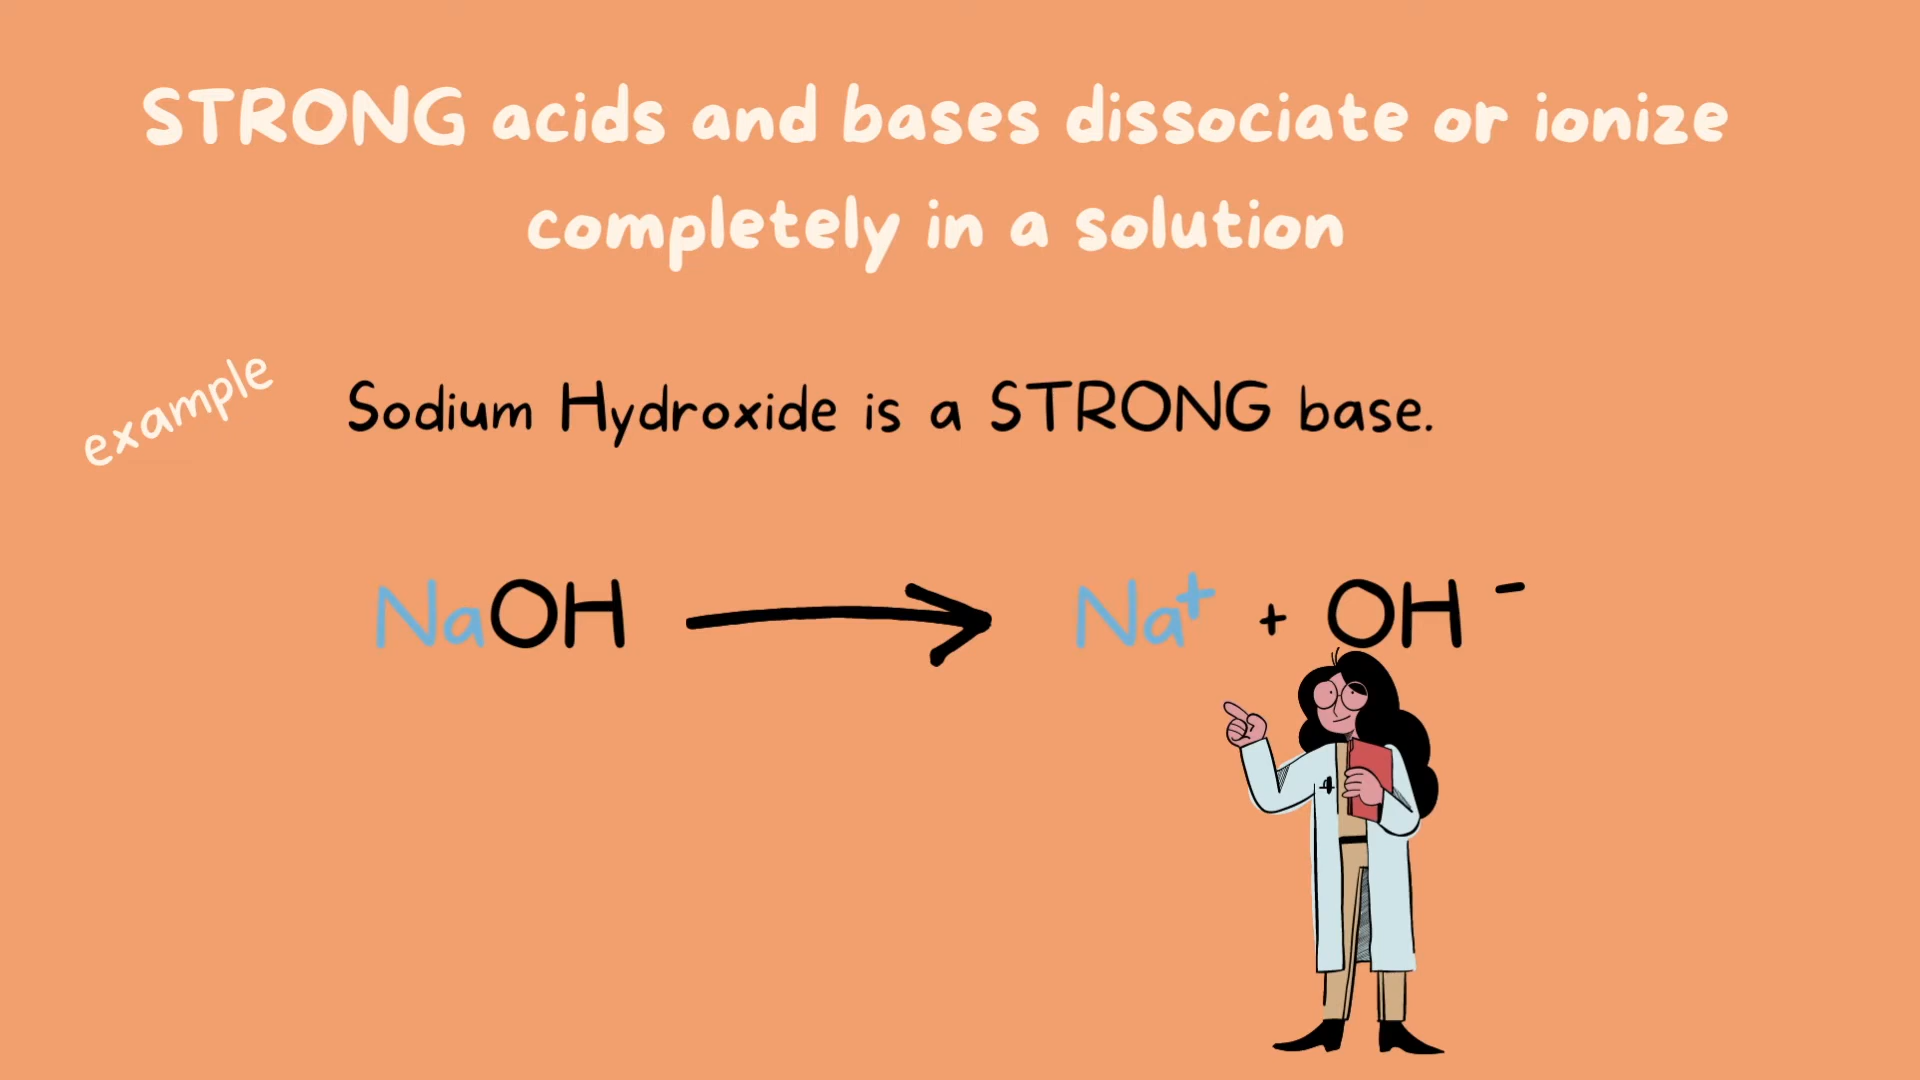 STRONG acids and bases dissociate or ionize
completely in a solution
example
Sodium Hydroxide is a STRONG base.
NaOH → Na⁺ + OH ⁻